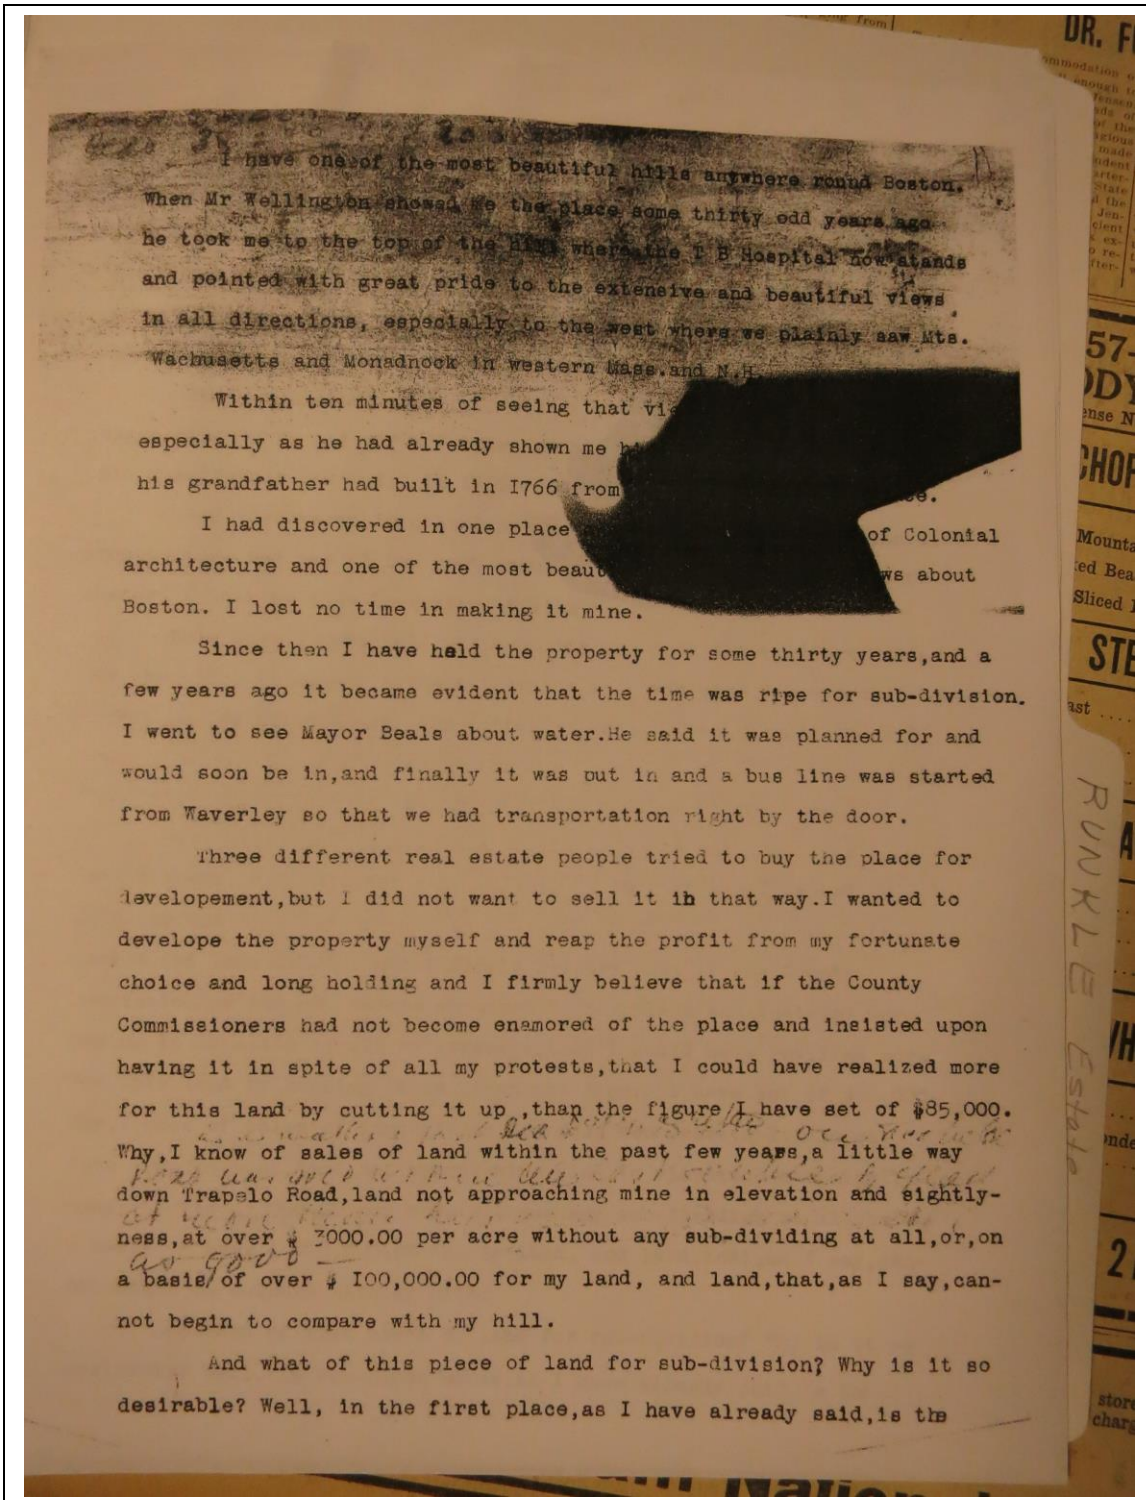 I have one of the most beautiful hills anywhere round Boston.
When Mr Wellington showed me the place some thirty odd years ago
he took me to the top of the hill where the T B Hospital now stands
and pointed with great pride to the extensive and beautiful views
in all directions, especially to the west where we plainly saw Mts.
Wachusetts and Monadnock in western Mass.and N.H.
Within ten minutes of seeing that
especially as he had already shown me
his grandfather had built in I766 from
I had discovered in one place of Colonial
architecture and one of the most about
Boston. I lost no time in making it mine.
Since then I have held the property for some thirty years,and a
few years ago it became evident that the time was ripe for sub-division.
I went to see Mayor Beals about water.He said it was planned for and
would soon be in,and finally it was put in and a bus line was started
from Waverley so that we had transportation right by the door.
Three different real estate people tried to buy the place for
developement,but I did not want to sell it in that way.I wanted to
develope the property myself and reap the profit from my fortunate
choice and long holding and I firmly believe that if the County
Commissioners had not become enamored of the place and insisted upon
having it in spite of all my protests,that I could have realized more
for this land by cutting it up ,than the figure I have set of $85,000.
Why,I know of sales of land within the past few years,a little way
down Trapelo Road,land not approaching mine in elevation and sightly-
ness,at over $ 3000.00 per acre without any sub-dividing at all,or,on
as good
a basis of over $ I00,000.00 for my land, and land,that,as I say,can-
not begin to compare with my hill.
And what of this piece of land for sub-division? Why is it so
desirable? Well, in the first place,as I have already said,is the
RUNKLE Estate
DR.
57-
STE
Sliced
store